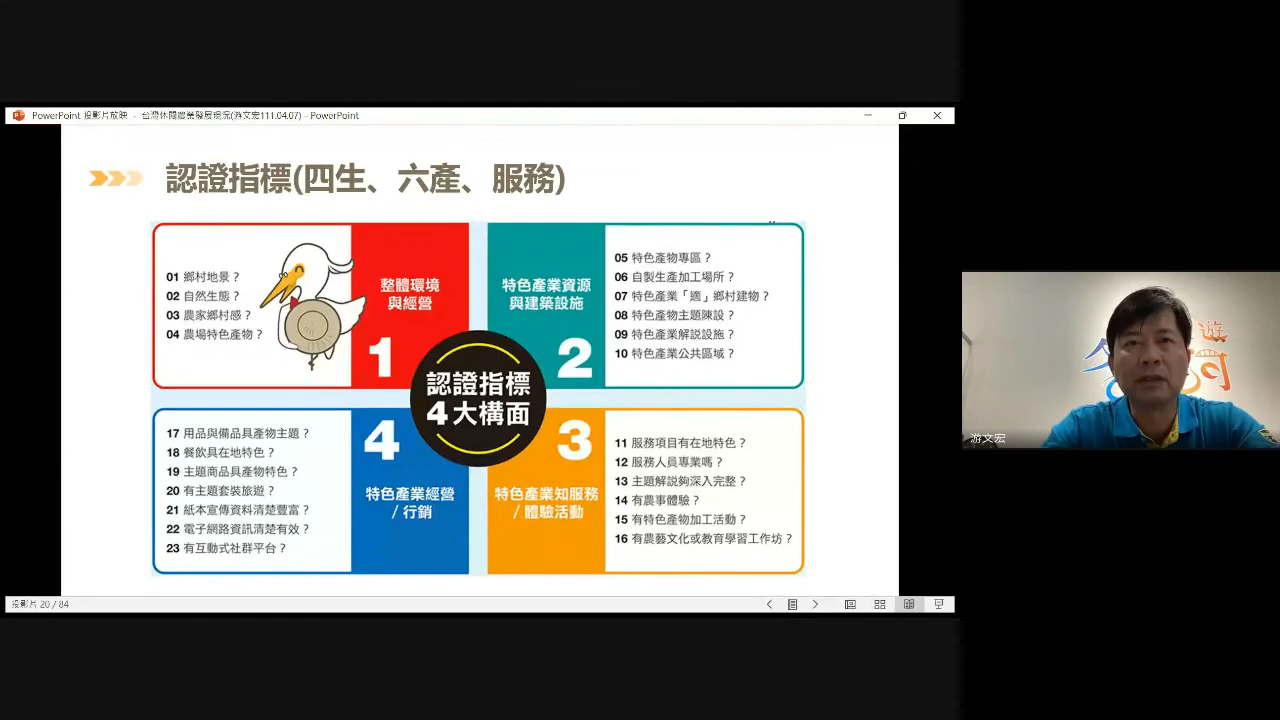 PowerPoint 投影片放映 - 台灣休閒農業發展現況(游文宏111.04.07) - PowerPoint
認證指標(四生、六產、服務)
01 鄉村地景?
02 自然生態?
03 農家鄉村感?
04 農場特色產物?
整體環境
與經營
1
特色產業資源
與建築設施
2
05 特色產物專區?
06 自製生產加工場所?
07 特色產業「適」鄉村建物?
08 特色產物主題陳設?
09 特色產業解説設施?
10 特色產業公共區域?
認證指標
4大構面
17 用品與備品具產物主題?
18 餐飲具在地特色?
19 主題商品具產物特色?
20 有主題套裝旅遊?
21 紙本宣傳資料清楚豐富?
22 電子網路資訊清楚有效?
23 有互動式社群平台?
4
特色產業經營
/ 行銷
3
特色產業知服務
/ 體驗活動
11 服務項目有在地特色?
12 服務人員專業嗎?
13 主題解說夠深入完整?
14 有農事體驗?
15 有特色產物加工活動?
16 有農藝文化或教育學習工作坊?
投影片 20 / 84
遊
游文宏